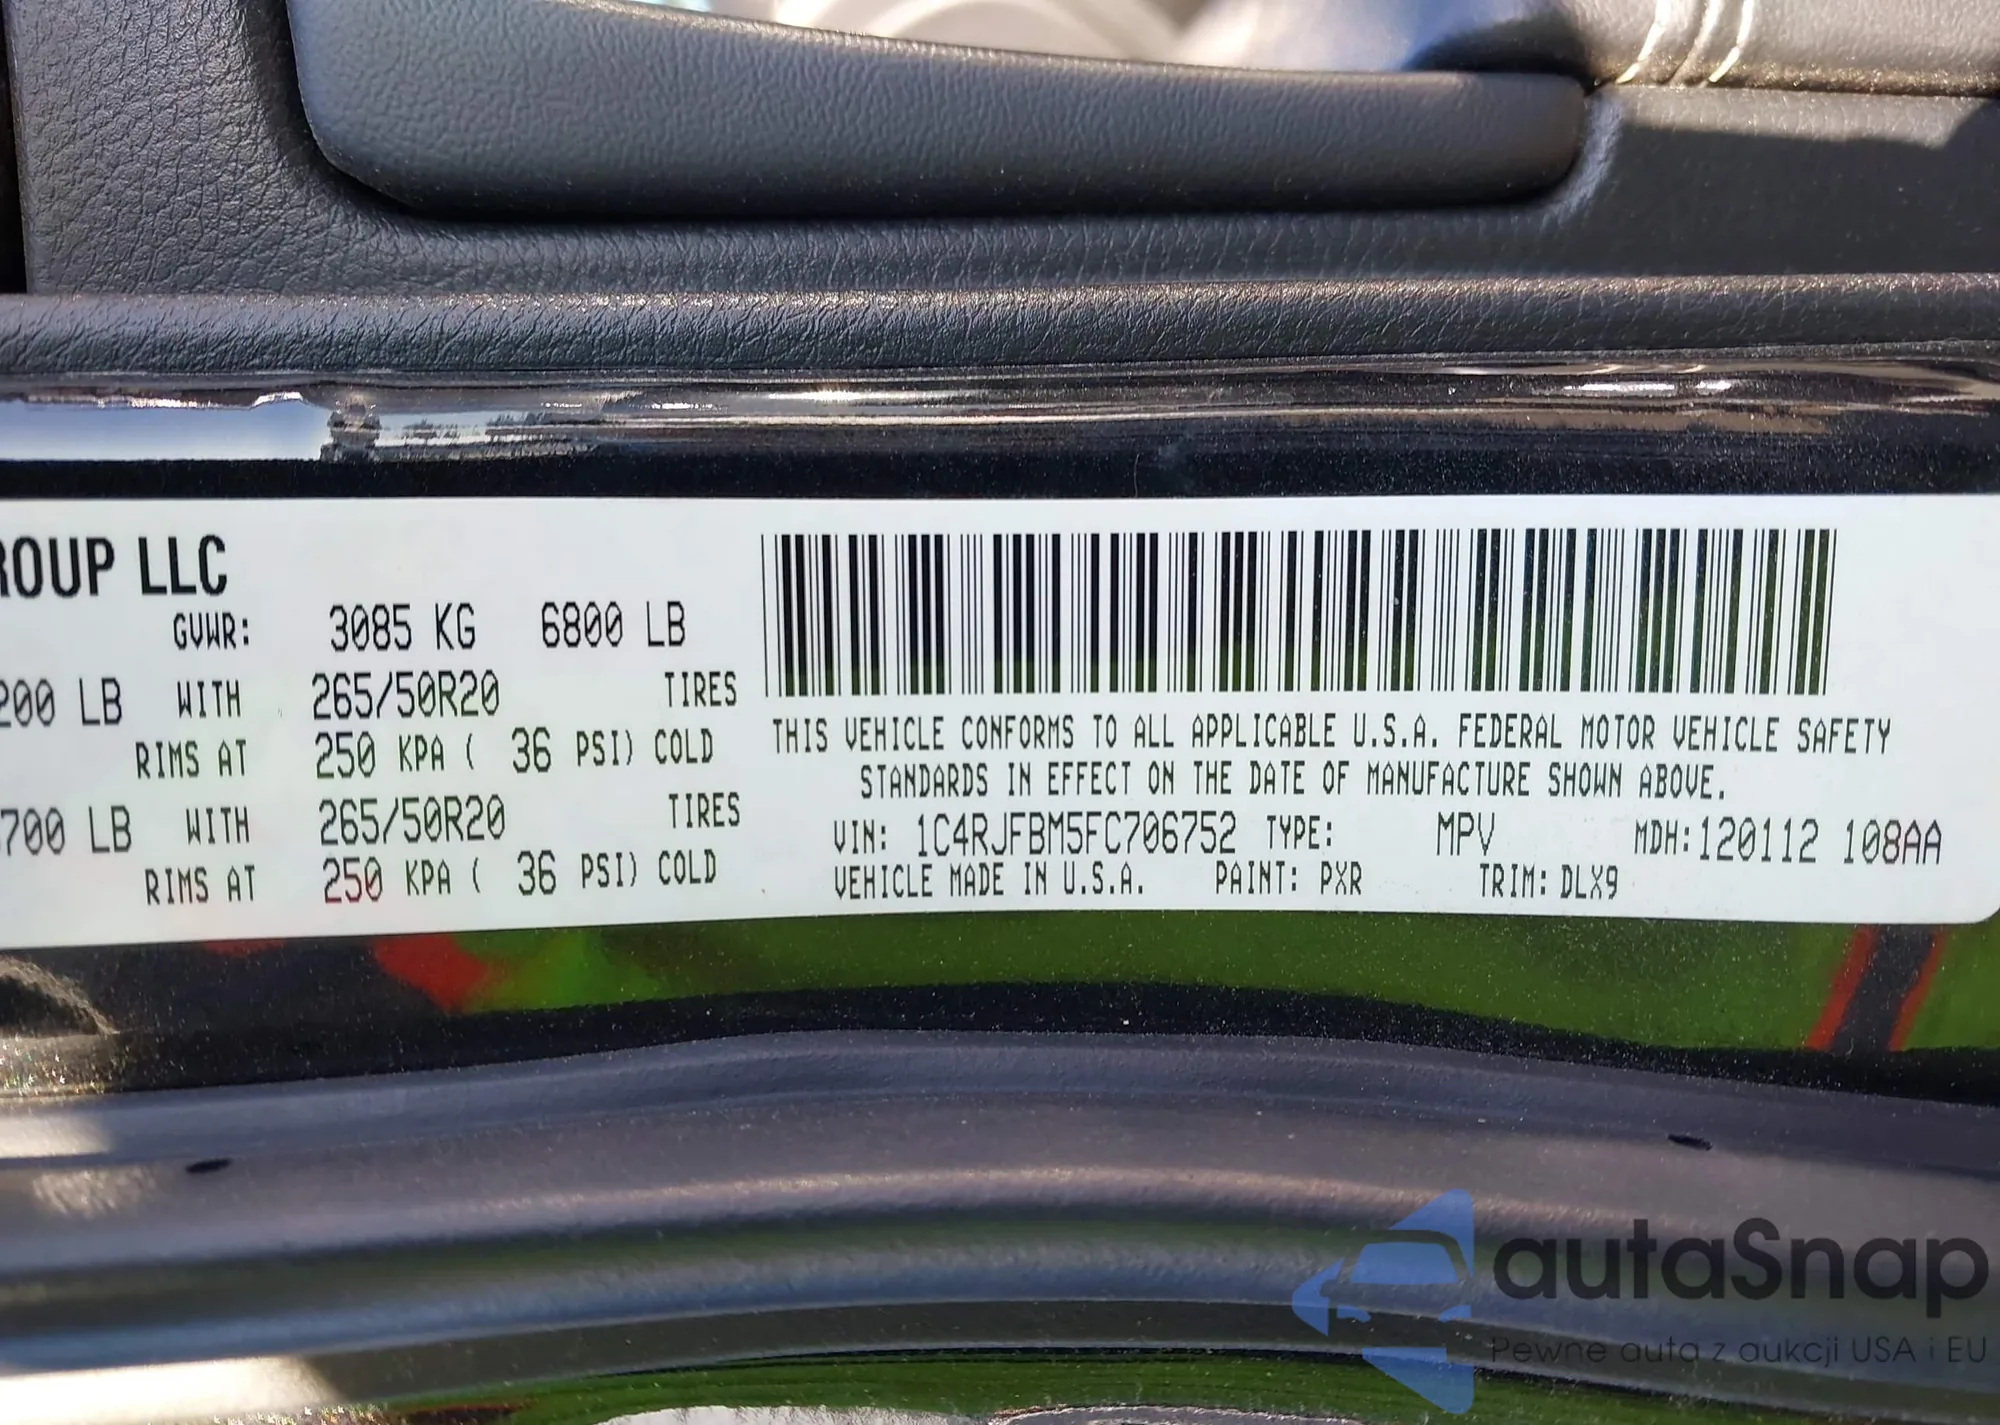 ROUP LLC
GVWR: 3085 KG 6800 LB
200 LB WITH 265/50R20 TIRES
RIMS AT 250 KPA ( 36 PSI) COLD
700 LB WITH 265/50R20 TIRES
RIMS AT 250 KPA ( 36 PSI) COLD
THIS VEHICLE CONFORMS TO ALL APPLICABLE U.S.A. FEDERAL MOTOR VEHICLE SAFETY
STANDARDS IN EFFECT ON THE DATE OF MANUFACTURE SHOWN ABOVE.
VIN: 1C4RJFBM5FC706752 TYPE: MPV MDH:120112 108AA
VEHICLE MADE IN U.S.A. PAINT: PXR TRIM: DLX9
autaSnap
Pewne auta z aukcji USA i EU